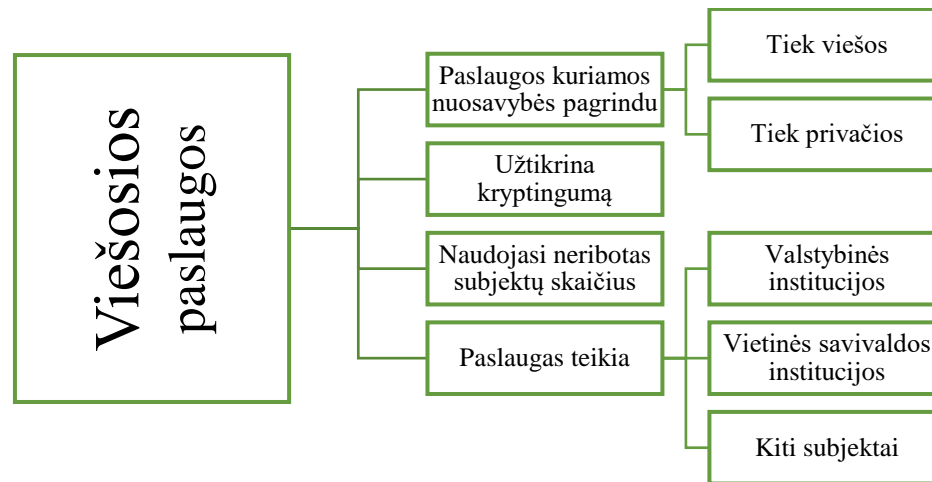 Viešosios
paslaugos
Paslaugos kuriamos
nuosavybės pagrindu
Tiek viešos
Tiek privačios
Užtikrina
kryptingumą
Naudojasi neribotas
subjektų skaičius
Paslaugas teikia
Valstybinės
institucijos
Vietinės savivaldos
institucijos
Kiti subjektai